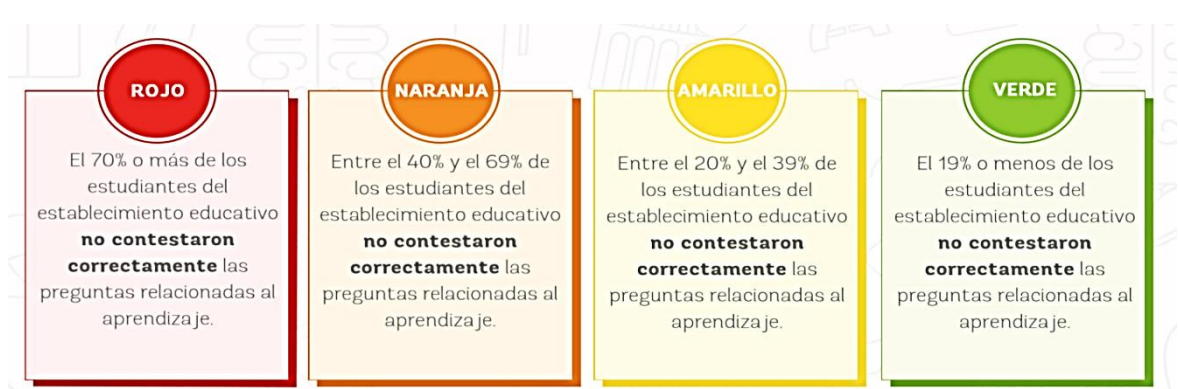 ROJO
El 70% o más de los
estudiantes del
establecimiento educativo
no contestaron
correctamente las
preguntas relacionadas al
aprendizaje.
NARANJA
Entre el 40% y el 69% de
los estudiantes del
establecimiento educativo
no contestaron
correctamente las
preguntas relacionadas al
aprendizaje.
AMARILLO
Entre el 20% y el 39% de
los estudiantes del
establecimiento educativo
no contestaron
correctamente las
preguntas relacionadas al
aprendizaje.
VERDE
El 19% o menos de los
estudiantes del
establecimiento educativo
no contestaron
correctamente las
preguntas relacionadas al
aprendizaje.